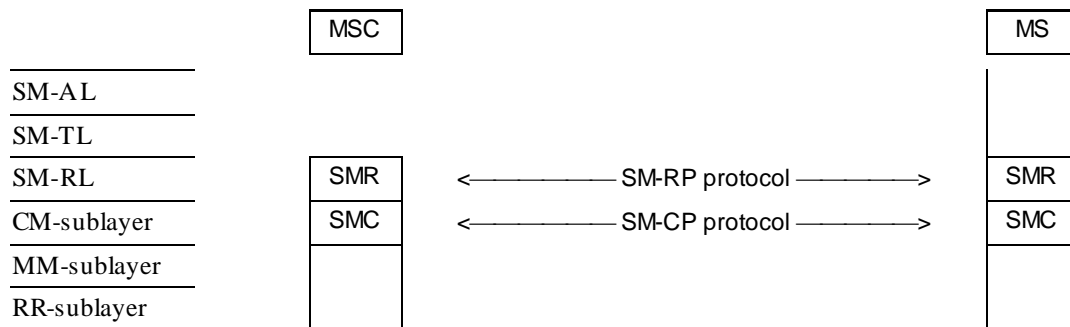 MSC MS
SM-AL
SM-TL
SM-RL SMR <—————— SM-RP protocol ——————> SMR
CM-sublayer SMC <—————— SM-CP protocol ——————> SMC
MM-sublayer
RR-sublayer